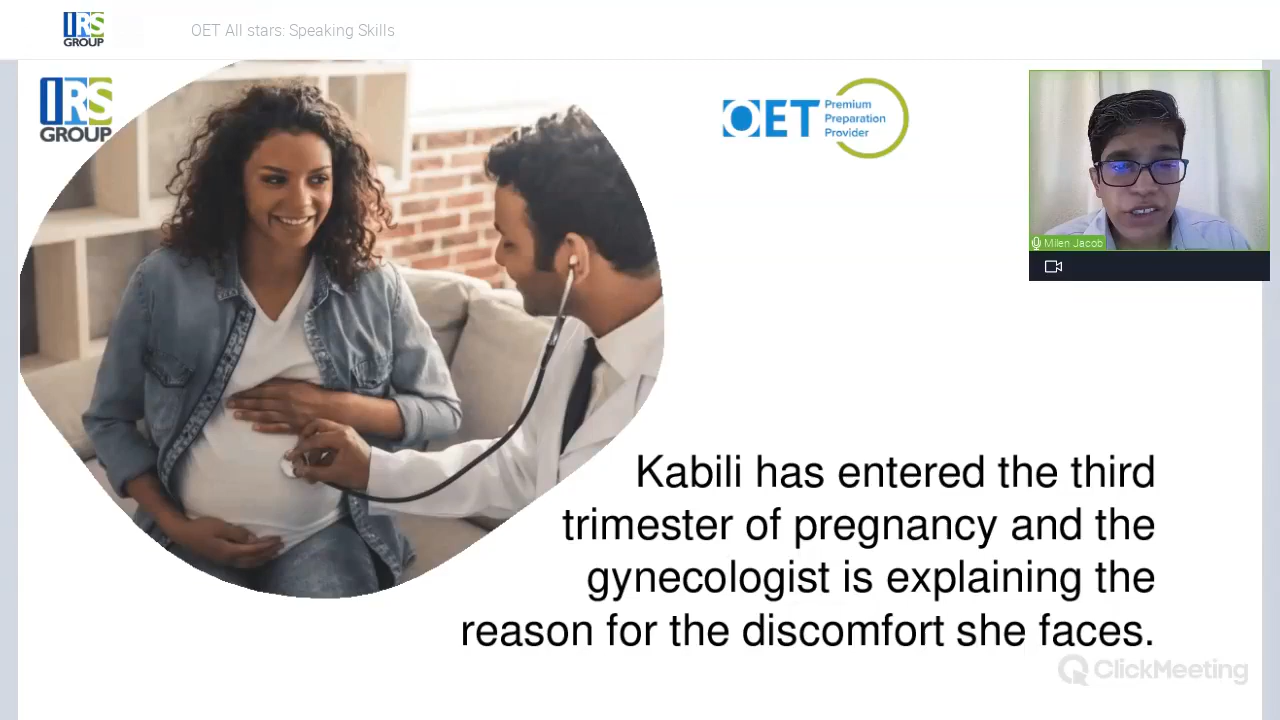 IRS
GROUP
OET All stars: Speaking Skills
IRS
GROUP
OET
Premium
Preparation
Provider
Milen Jacob
Kabili has entered the third
trimester of pregnancy and the
gynecologist is explaining the
reason for the discomfort she faces.
ClickMeeting